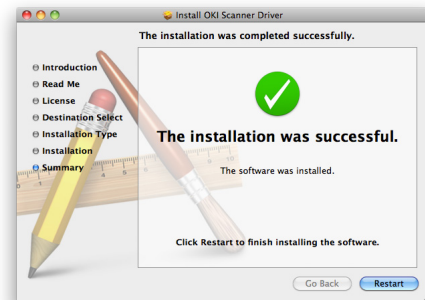 Install OKI Scanner Driver
The installation was completed successfully.
Introduction
Read Me
License
Destination Select
Installation Type
Installation
Summary
The installation was successful.
The software was installed.
Click Restart to finish installing the software.
Go Back
Restart